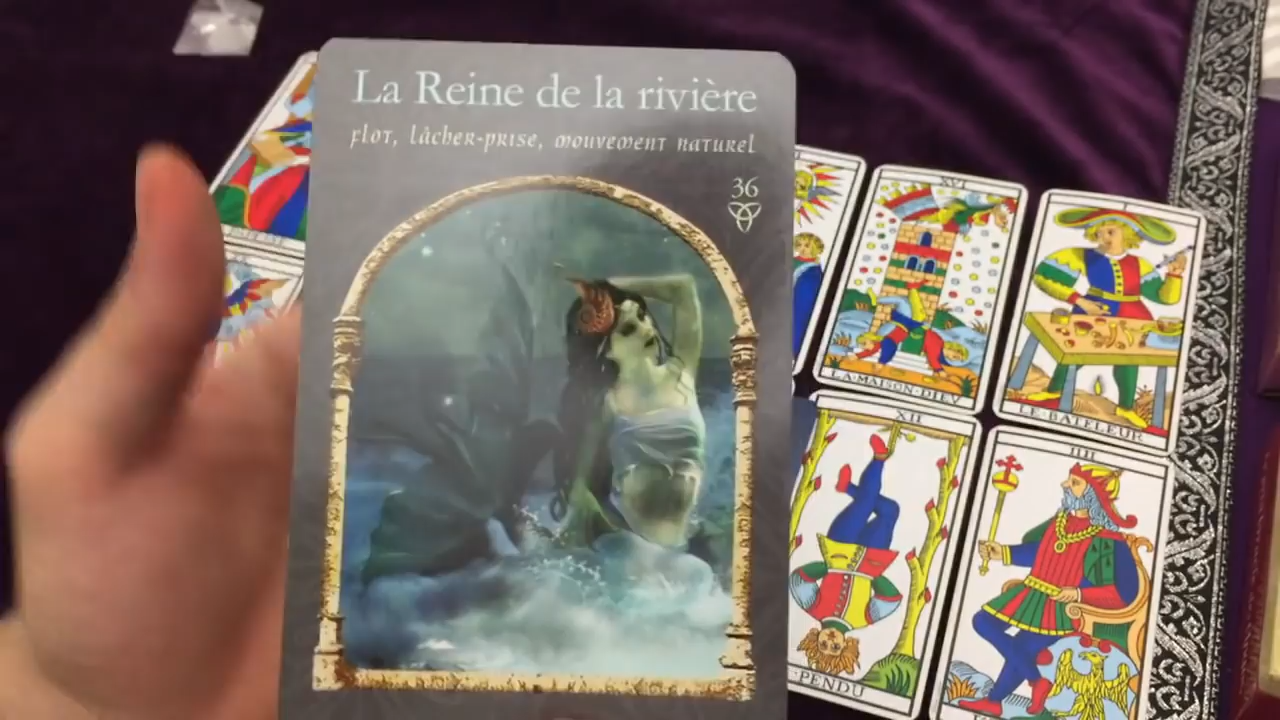 La Reine de la rivière
flot, lâcher-prise, mouvement naturel
36
XVI
LA·MAISON·DIEV
I
LE·BATELEUR
XII
·PENDU
IIII